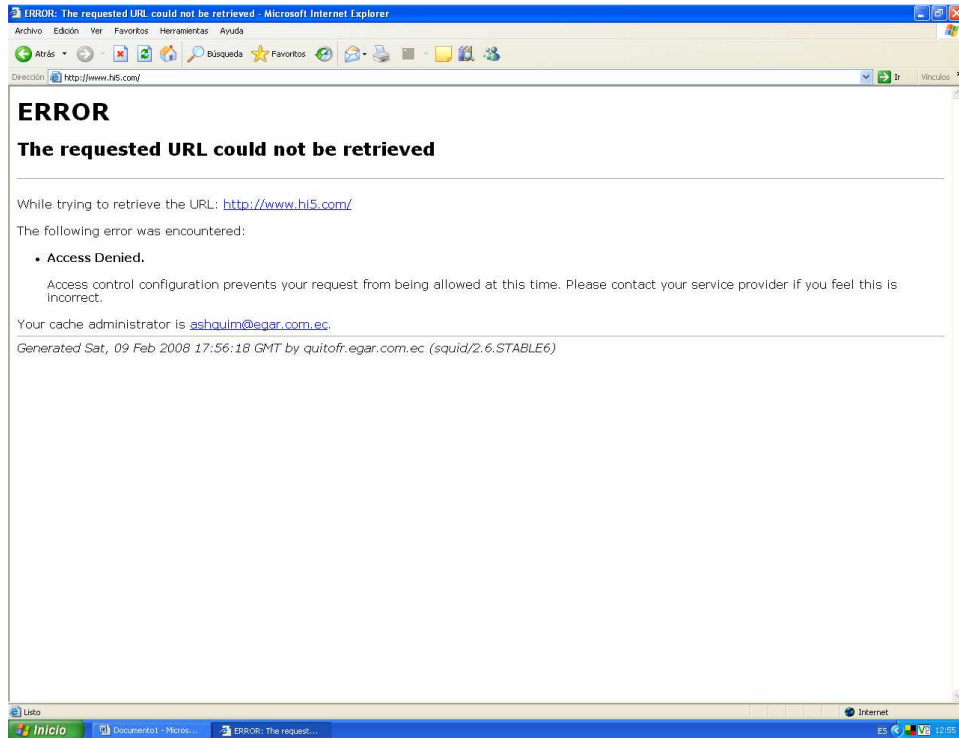 ERROR: The requested URL could not be retrieved - Microsoft Internet Explorer
Archivo Edición Ver Favoritos Herramientas Ayuda
Atrás Búsqueda Favoritos
Dirección http://www.hi5.com/ Ir Vínculos
ERROR
The requested URL could not be retrieved
While trying to retrieve the URL: http://www.hi5.com/
The following error was encountered:
• Access Denied.
Access control configuration prevents your request from being allowed at this time. Please contact your service provider if you feel this is
incorrect.
Your cache administrator is ashquim@egar.com.ec.
Generated Sat, 09 Feb 2008 17:56:18 GMT by quitofr.egar.com.ec (squid/2.6.STABLE6)
Listo Internet
Inicio Documento1 - Micros... ERROR: The request... ES 12:55